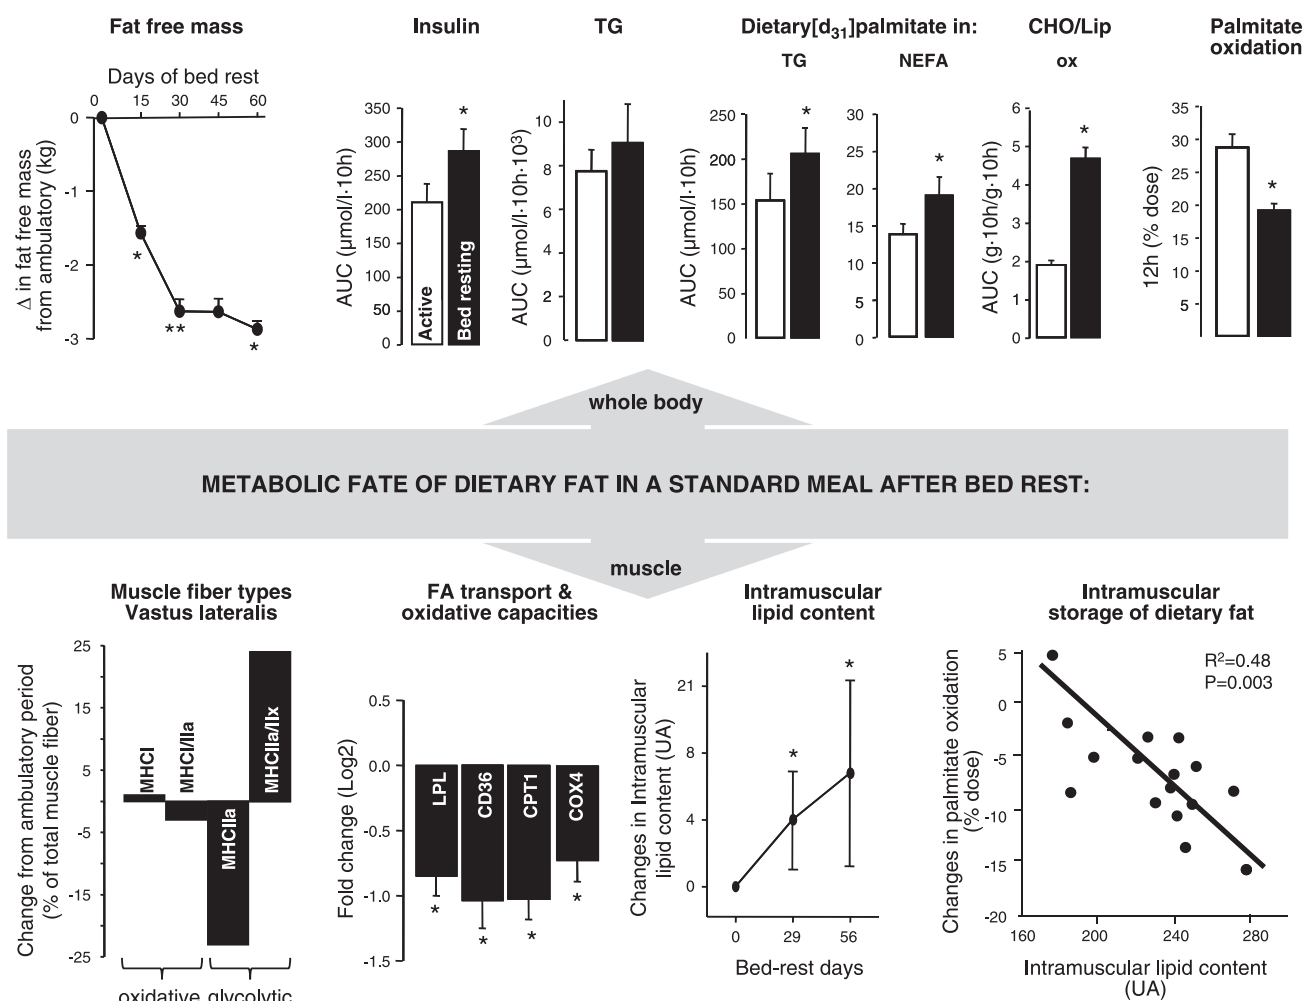 Fat free mass
Days of bed rest
0 15 30 45 60
0
-1
-2
-3
Δ in fat free mass
from ambulatory (kg)
*
**
*
Insulin
350
300
250
200
150
300
50
0
AUC (µmol/l·10h)
Active
Bed resting
*
TG
10
8
6
4
2
0
AUC (µmol/l·10h·10³)
Dietary[d₃₁]palmitate in:
TG
250
200
150
50
0
AUC (µmol/l·10h)
*
NEFA
30
25
20
15
10
5
0
*
CHO/Lip
ox
6
5
4
3
2
1
0
AUC (g·10h/g·10h)
*
Palmitate
oxidation
35
30
25
20
15
10
5
12h (% dose)
*
whole body
METABOLIC FATE OF DIETARY FAT IN A STANDARD MEAL AFTER BED REST:
muscle
Muscle fiber types
Vastus lateralis
25
15
5
-5
-15
-25
Change from ambulatory period
(% of total muscle fiber)
MHCI
MHCI/IIa
MHCIIa
MHCIIa/IIx
oxidative glycolytic
FA transport &
oxidative capacities
0.5
0.0
-0.5
-1.0
-1.5
Fold change (Log2)
LPL
CD36
CPT1
COX4
*
*
*
*
Intramuscular
lipid content
21
8
4
0
Changes in Intramuscular
lipid content (UA)
*
*
0 29 56
Bed-rest days
Intramuscular
storage of dietary fat
R²=0.48
P=0.003
5
0
-5
-10
-15
-20
Changes in palmitate oxidation
(% dose)
160 200 240 280
Intramuscular lipid content
(UA)